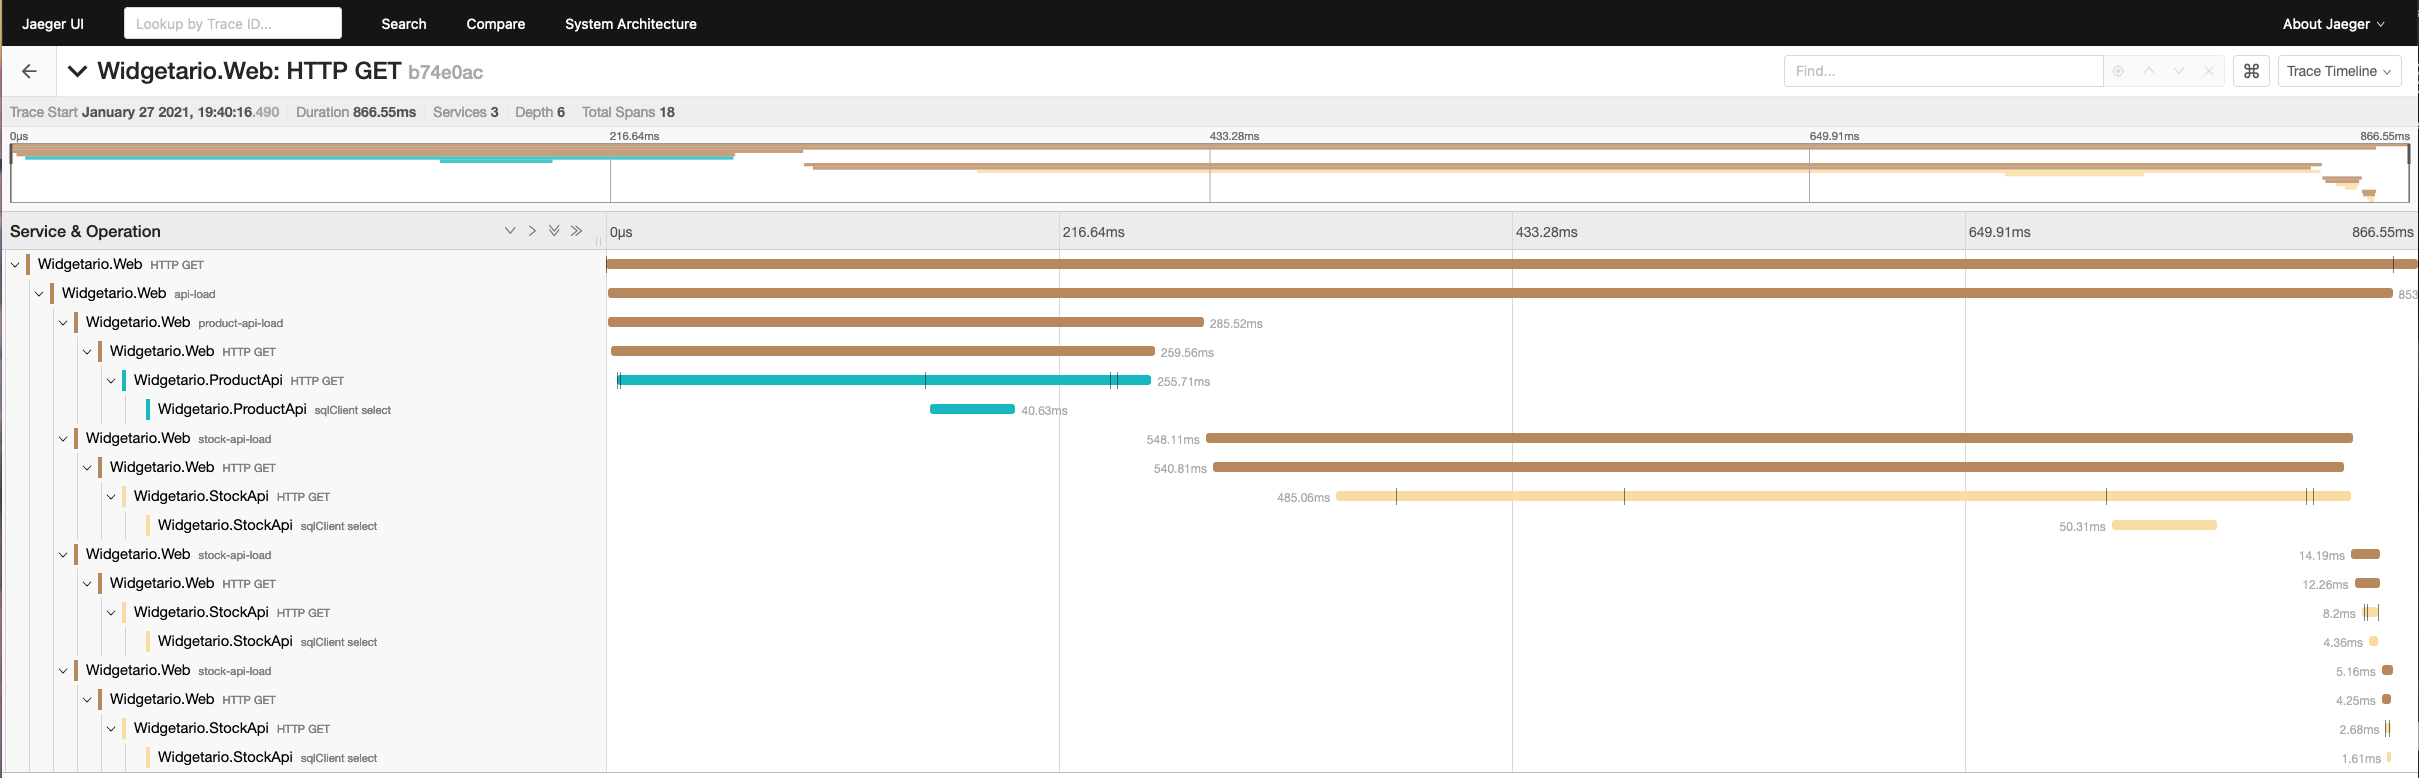 Jaeger UI Lookup by Trace ID... Search Compare System Architecture About Jaeger
Widgetario.Web: HTTP GET b74e0ac Find... ⌘ Trace Timeline
Trace Start January 27 2021, 19:40:16.490 Duration 866.55ms Services 3 Depth 6 Total Spans 18
0μs 216.64ms 433.28ms 649.91ms 866.55ms
Service & Operation 0μs 216.64ms 433.28ms 649.91ms 866.55ms
Widgetario.Web HTTP GET
Widgetario.Web api-load 853
Widgetario.Web product-api-load 285.52ms
Widgetario.Web HTTP GET 259.56ms
Widgetario.ProductApi HTTP GET 255.71ms
Widgetario.ProductApi sqlClient select 40.63ms
Widgetario.Web stock-api-load 548.11ms
Widgetario.Web HTTP GET 540.81ms
Widgetario.StockApi HTTP GET 485.06ms
Widgetario.StockApi sqlClient select 50.31ms
Widgetario.Web stock-api-load 14.19ms
Widgetario.Web HTTP GET 12.26ms
Widgetario.StockApi HTTP GET 8.2ms
Widgetario.StockApi sqlClient select 4.36ms
Widgetario.Web stock-api-load 5.16ms
Widgetario.Web HTTP GET 4.25ms
Widgetario.StockApi HTTP GET 2.68ms
Widgetario.StockApi sqlClient select 1.61ms